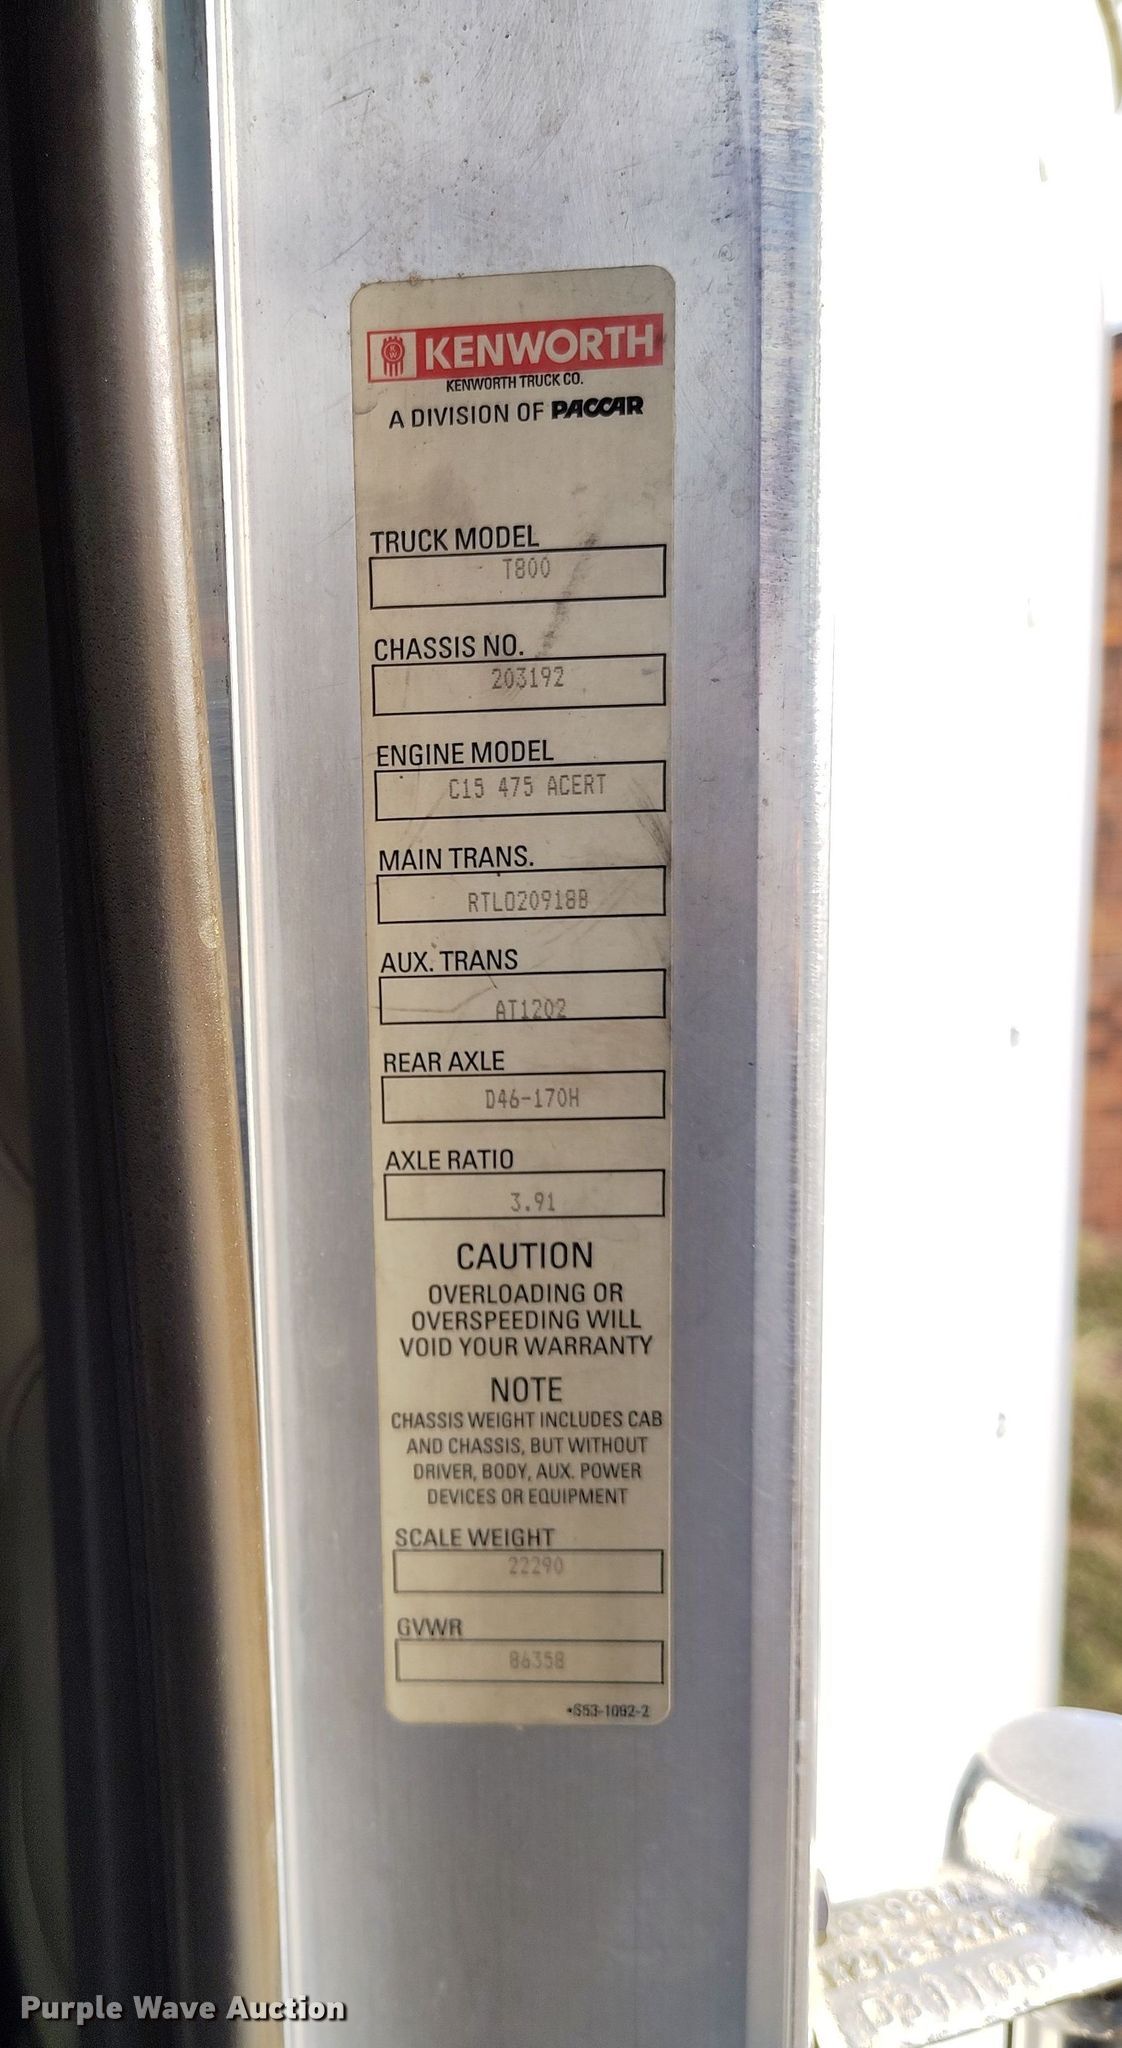 KW KENWORTH
KENWORTH TRUCK CO.
A DIVISION OF PACCAR
TRUCK MODEL
T800
CHASSIS NO.
203192
ENGINE MODEL
C15 475 ACERT
MAIN TRANS.
RTLO20918B
AUX. TRANS
AT1202
REAR AXLE
D46-170H
AXLE RATIO
3.91
CAUTION
OVERLOADING OR
OVERSPEEDING WILL
VOID YOUR WARRANTY
NOTE
CHASSIS WEIGHT INCLUDES CAB
AND CHASSIS, BUT WITHOUT
DRIVER, BODY, AUX. POWER
DEVICES OR EQUIPMENT
SCALE WEIGHT
22290
GVWR
86358
•S53-1092-2
Purple Wave Auction